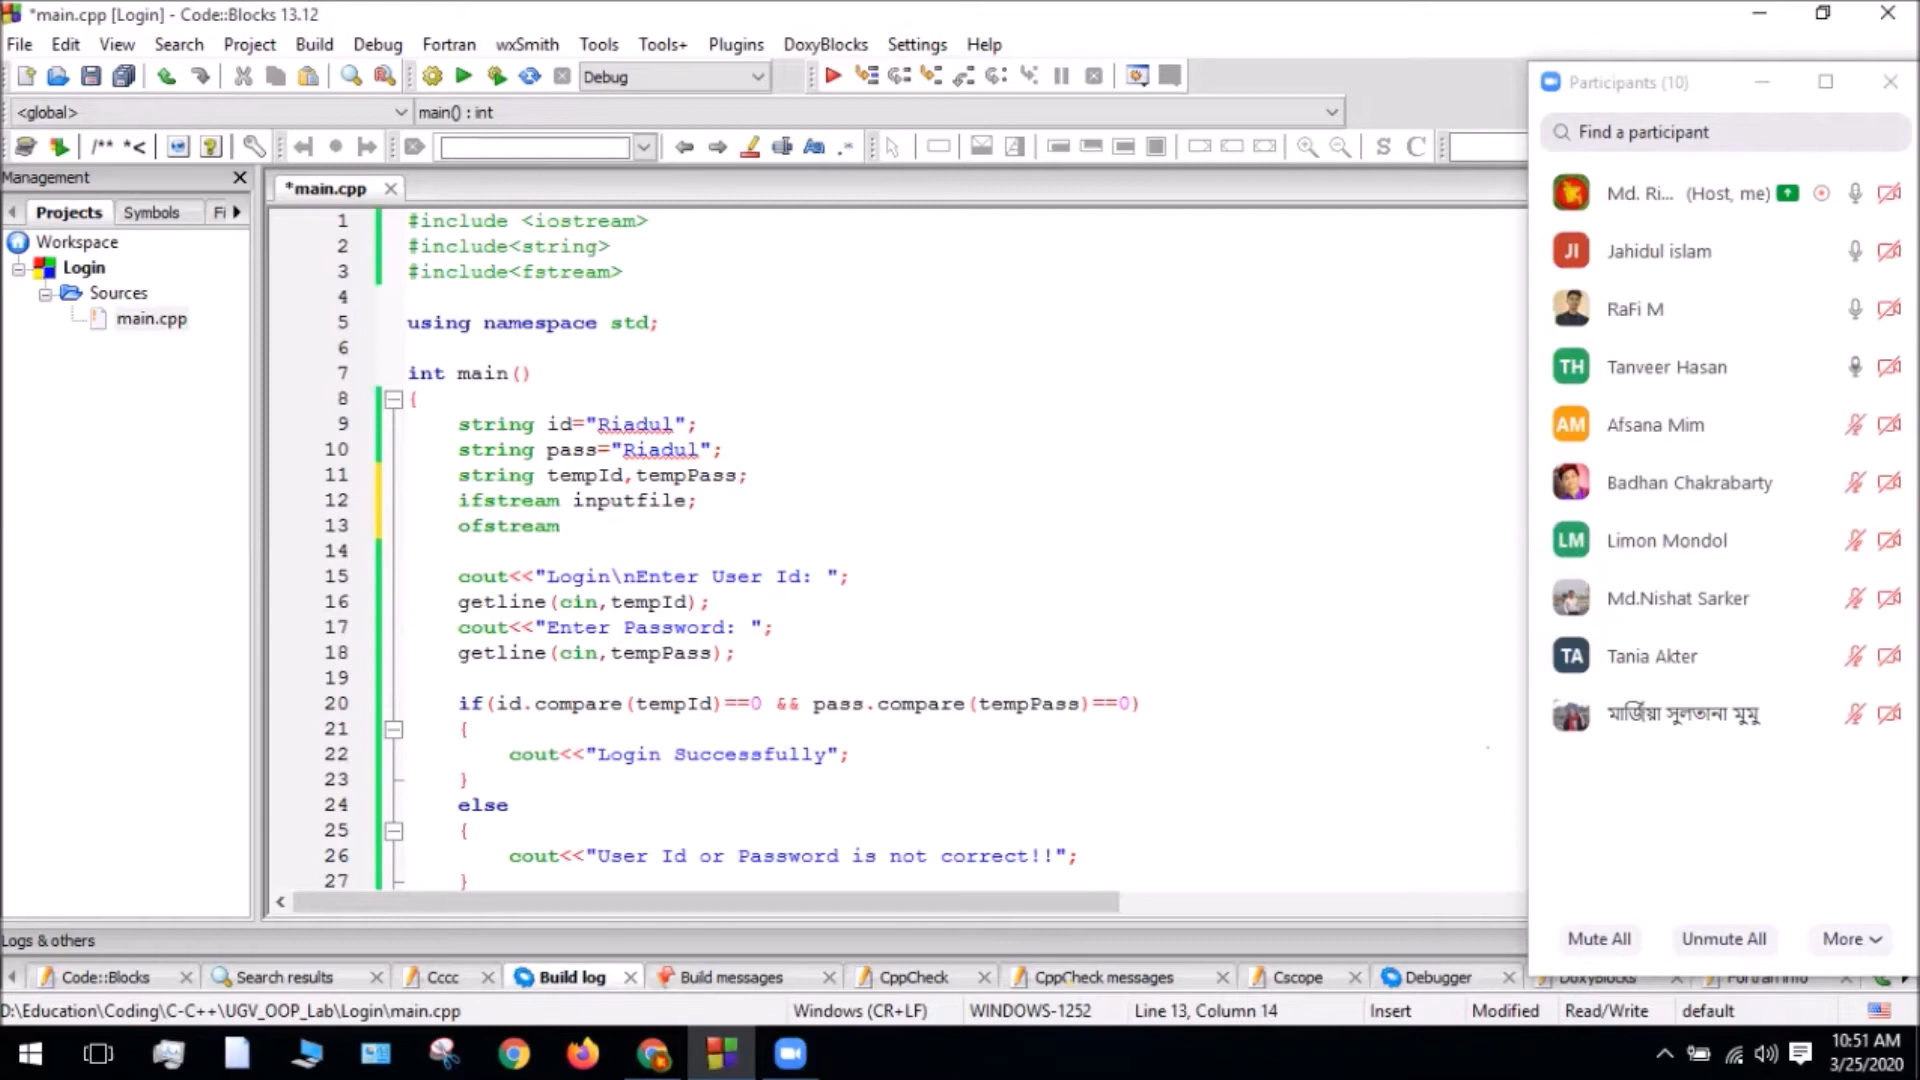 *main.cpp [Login] - Code::Blocks 13.12
File Edit View Search Project Build Debug Fortran wxSmith Tools Tools+ Plugins DoxyBlocks Settings Help
Debug
<global>
main() : int
/** *<
S C
Management
Projects Symbols Fi
Workspace
Login
Sources
main.cpp
*main.cpp
1 #include <iostream>
2 #include<string>
3 #include<fstream>
4
5 using namespace std;
6
7 int main()
8 {
9 string id="Riadul";
10 string pass="Riadul";
11 string tempId,tempPass;
12 ifstream inputfile;
13 ofstream
14
15 cout<<"Login\nEnter User Id: ";
16 getline(cin,tempId);
17 cout<<"Enter Password: ";
18 getline(cin,tempPass);
19
20 if(id.compare(tempId)==0 && pass.compare(tempPass)==0)
21 {
22 cout<<"Login Successfully";
23 }
24 else
25 {
26 cout<<"User Id or Password is not correct!!";
27 }
Participants (10)
Find a participant
Md. Ri... (Host, me)
JI Jahidul islam
RaFi M
TH Tanveer Hasan
AM Afsana Mim
Badhan Chakrabarty
LM Limon Mondol
Md.Nishat Sarker
TA Tania Akter
মার্জিয়া সুলতানা মুমু
Mute All Unmute All More
Logs & others
Code::Blocks Search results Cccc Build log Build messages CppCheck CppCheck messages Cscope Debugger DoxyBlocks Fortran info
D:\Education\Coding\C-C++\UGV_OOP_Lab\Login\main.cpp Windows (CR+LF) WINDOWS-1252 Line 13, Column 14 Insert Modified Read/Write default
10:51 AM
3/25/2020